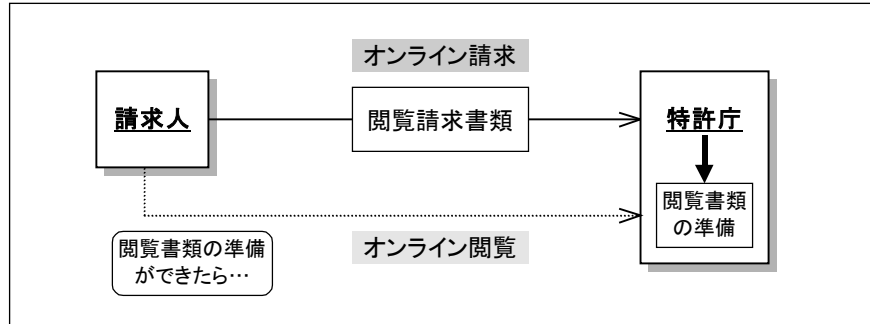 オンライン請求
請求人
閲覧請求書類
特許庁
閲覧書類
の準備
閲覧書類の準備
ができたら…
オンライン閲覧